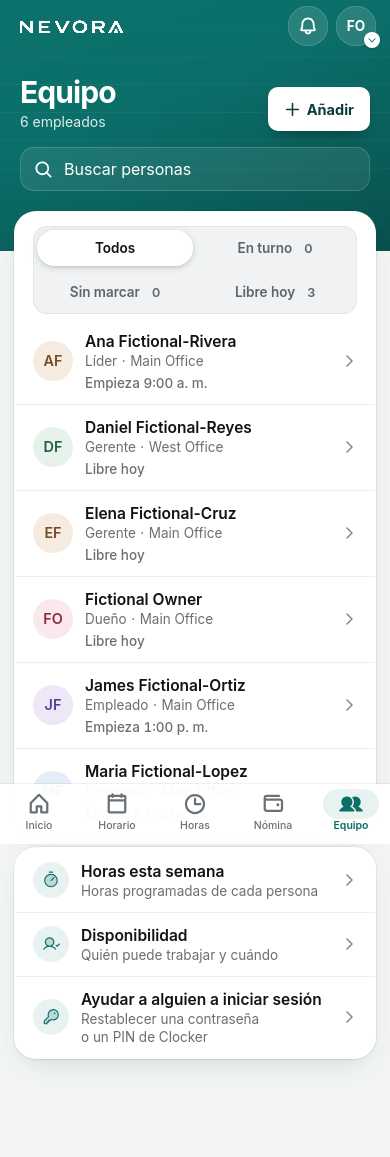 NEVORA
FO
Equipo
6 empleados
Añadir
Buscar personas
Todos
En turno 0
Sin marcar 0
Libre hoy 3
AF
Ana Fictional-Rivera
Líder · Main Office
Empieza 9:00 a. m.
DF
Daniel Fictional-Reyes
Gerente · West Office
Libre hoy
EF
Elena Fictional-Cruz
Gerente · Main Office
Libre hoy
FO
Fictional Owner
Dueño · Main Office
Libre hoy
JF
James Fictional-Ortiz
Empleado · Main Office
Empieza 1:00 p. m.
Maria Fictional-Lopez
Inicio
Horario
Horas
Nómina
Equipo
Horas esta semana
Horas programadas de cada persona
Disponibilidad
Quién puede trabajar y cuándo
Ayudar a alguien a iniciar sesión
Restablecer una contraseña
o un PIN de Clocker